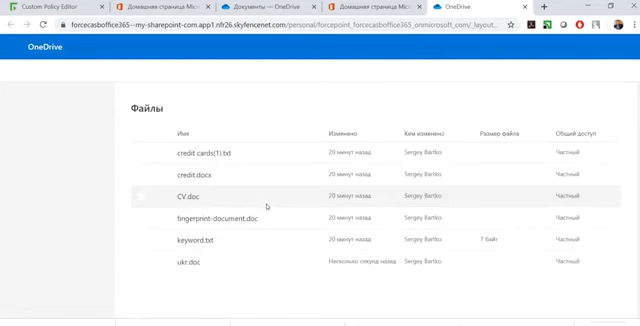 Custom Policy Editor
Домашняя страница Micr
Документы — OneDrive
Домашняя страница Micr
OneDrive
forcecasboffice365--my-sharepoint-com.app1.nfr26.skyfencenet.com/personal/forcepoint_forcecasboffice365_onmicrosoft_com/_layout...
OneDrive
Файлы
Имя Изменено Кем изменено Размер файла Общий доступ
credit cards(1).txt 20 минут назад Sergey Bartko Частный
credit.docx 20 минут назад Sergey Bartko Частный
CV.doc 20 минут назад Sergey Bartko Частный
fingerprint-document.doc 20 минут назад Sergey Bartko Частный
keyword.txt 20 минут назад Sergey Bartko 7 байт Частный
ukr.doc Несколько секунд назад Sergey Bartko Частный